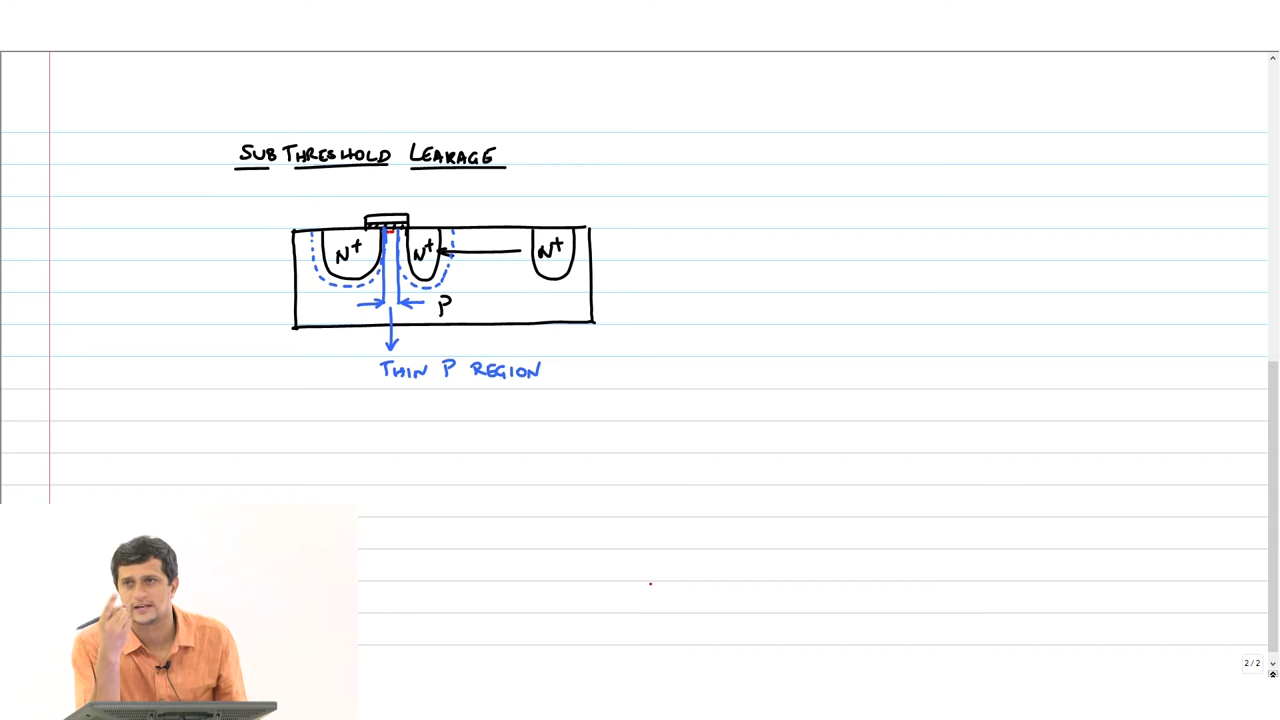 SUB THRESHOLD LEAKAGE
N+ N+ N+
P
THIN P REGION
2 / 2